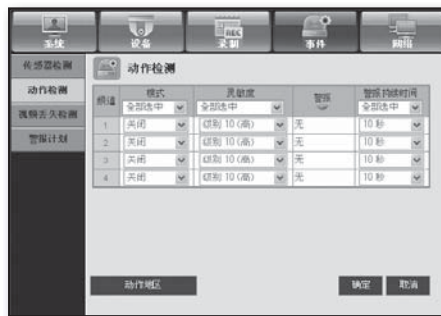 系统 设备 录制 事件 网络
REC
传感器检测
动作检测
视频丢失检测
警报计划
动作检测
频道 模式 灵敏度 警报 警报持续时间
全部选中 全部选中 全部选中
1 关闭 级别 10 (高) 无 10 秒
2 关闭 级别 10 (高) 无 10 秒
3 关闭 级别 10 (高) 无 10 秒
4 关闭 级别 10 (高) 无 10 秒
动作地区 确定 取消